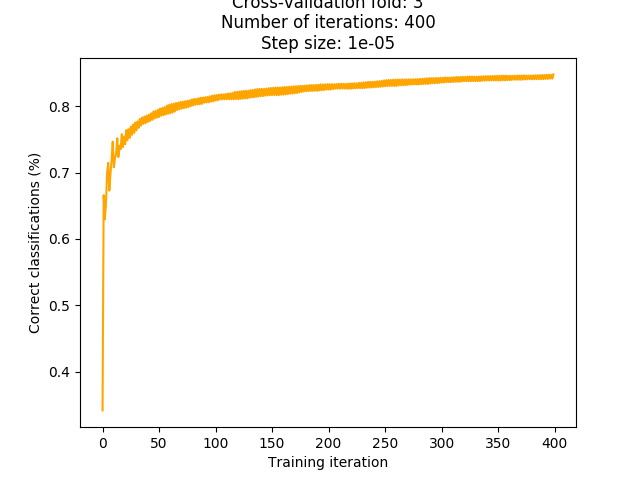 Cross-validation fold: 3
Number of iterations: 400
Step size: 1e-05
0.8
0.7
0.6
0.5
0.4
Correct classifications (%)
0 50 100 150 200 250 300 350 400
Training iteration